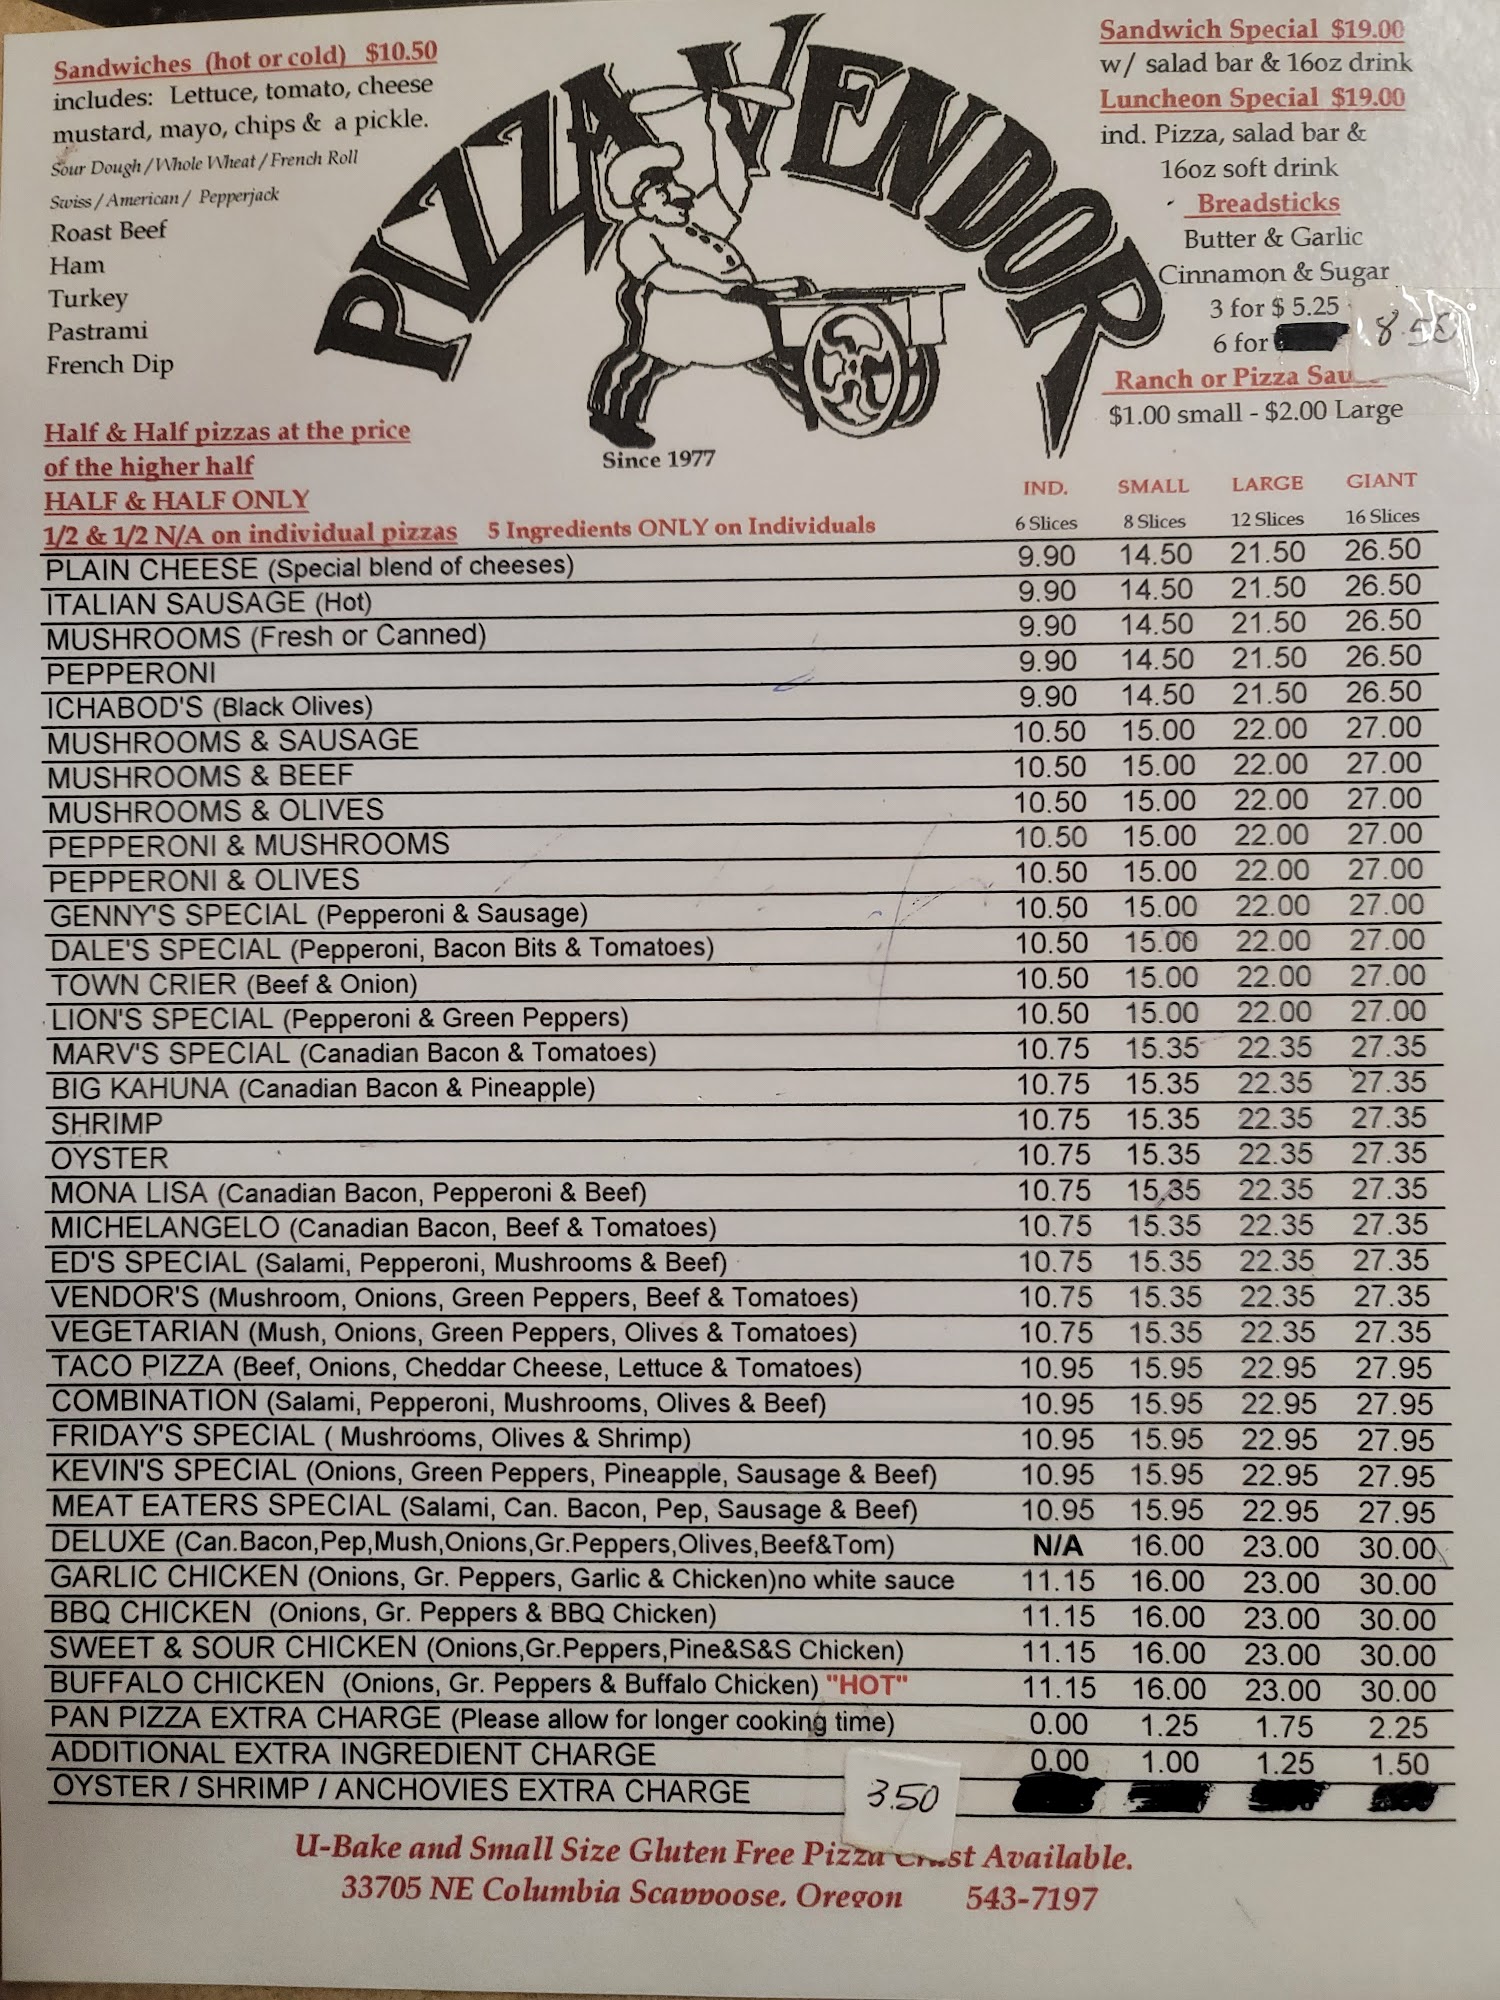 Sandwiches (hot or cold) $10.50
includes: Lettuce, tomato, cheese
mustard, mayo, chips & a pickle.
Sour Dough / Whole Wheat / French Roll
Swiss / American / Pepperjack
Roast Beef
Ham
Turkey
Pastrami
French Dip
PIZZA VENDOR
Since 1977
Sandwich Special $19.00
w/ salad bar & 16oz drink
Luncheon Special $19.00
ind. Pizza, salad bar &
16oz soft drink
Breadsticks
Butter & Garlic
Cinnamon & Sugar
3 for $ 5.25
6 for 8.50
Ranch or Pizza
$1.00 small - $2.00 Large
Half & Half pizzas at the price
of the higher half
HALF & HALF ONLY
1/2 & 1/2 N/A on individual pizzas 5 Ingredients ONLY on Individuals
IND. SMALL LARGE GIANT
6 Slices 8 Slices 12 Slices 16 Slices
PLAIN CHEESE (Special blend of cheeses) 9.90 14.50 21.50 26.50
ITALIAN SAUSAGE (Hot) 9.90 14.50 21.50 26.50
MUSHROOMS (Fresh or Canned) 9.90 14.50 21.50 26.50
PEPPERONI 9.90 14.50 21.50 26.50
ICHABOD'S (Black Olives) 9.90 14.50 21.50 26.50
MUSHROOMS & SAUSAGE 10.50 15.00 22.00 27.00
MUSHROOMS & BEEF 10.50 15.00 22.00 27.00
MUSHROOMS & OLIVES 10.50 15.00 22.00 27.00
PEPPERONI & MUSHROOMS 10.50 15.00 22.00 27.00
PEPPERONI & OLIVES 10.50 15.00 22.00 27.00
GENNY'S SPECIAL (Pepperoni & Sausage) 10.50 15.00 22.00 27.00
DALE'S SPECIAL (Pepperoni, Bacon Bits & Tomatoes) 10.50 15.00 22.00 27.00
TOWN CRIER (Beef & Onion) 10.50 15.00 22.00 27.00
LION'S SPECIAL (Pepperoni & Green Peppers) 10.50 15.00 22.00 27.00
MARV'S SPECIAL (Canadian Bacon & Tomatoes) 10.75 15.35 22.35 27.35
BIG KAHUNA (Canadian Bacon & Pineapple) 10.75 15.35 22.35 27.35
SHRIMP 10.75 15.35 22.35 27.35
OYSTER 10.75 15.35 22.35 27.35
MONA LISA (Canadian Bacon, Pepperoni & Beef) 10.75 15.35 22.35 27.35
MICHELANGELO (Canadian Bacon, Beef & Tomatoes) 10.75 15.35 22.35 27.35
ED'S SPECIAL (Salami, Pepperoni, Mushrooms & Beef) 10.75 15.35 22.35 27.35
VENDOR'S (Mushroom, Onions, Green Peppers, Beef & Tomatoes) 10.75 15.35 22.35 27.35
VEGETARIAN (Mush, Onions, Green Peppers, Olives & Tomatoes) 10.75 15.35 22.35 27.35
TACO PIZZA (Beef, Onions, Cheddar Cheese, Lettuce & Tomatoes) 10.95 15.95 22.95 27.95
COMBINATION (Salami, Pepperoni, Mushrooms, Olives & Beef) 10.95 15.95 22.95 27.95
FRIDAY'S SPECIAL ( Mushrooms, Olives & Shrimp) 10.95 15.95 22.95 27.95
KEVIN'S SPECIAL (Onions, Green Peppers, Pineapple, Sausage & Beef) 10.95 15.95 22.95 27.95
MEAT EATERS SPECIAL (Salami, Can. Bacon, Pep, Sausage & Beef) 10.95 15.95 22.95 27.95
DELUXE (Can.Bacon,Pep,Mush,Onions,Gr.Peppers,Olives,Beef&Tom) N/A 16.00 23.00 30.00
GARLIC CHICKEN (Onions, Gr. Peppers, Garlic & Chicken)no white sauce 11.15 16.00 23.00 30.00
BBQ CHICKEN (Onions, Gr. Peppers & BBQ Chicken) 11.15 16.00 23.00 30.00
SWEET & SOUR CHICKEN (Onions,Gr.Peppers,Pine&S&S Chicken) 11.15 16.00 23.00 30.00
BUFFALO CHICKEN (Onions, Gr. Peppers & Buffalo Chicken) "HOT" 11.15 16.00 23.00 30.00
PAN PIZZA EXTRA CHARGE (Please allow for longer cooking time) 0.00 1.25 1.75 2.25
ADDITIONAL EXTRA INGREDIENT CHARGE 0.00 1.00 1.25 1.50
OYSTER / SHRIMP / ANCHOVIES EXTRA CHARGE 3.50
U-Bake and Small Size Gluten Free Pizza Crust Available.
33705 NE Columbia Scappoose, Oregon 543-7197